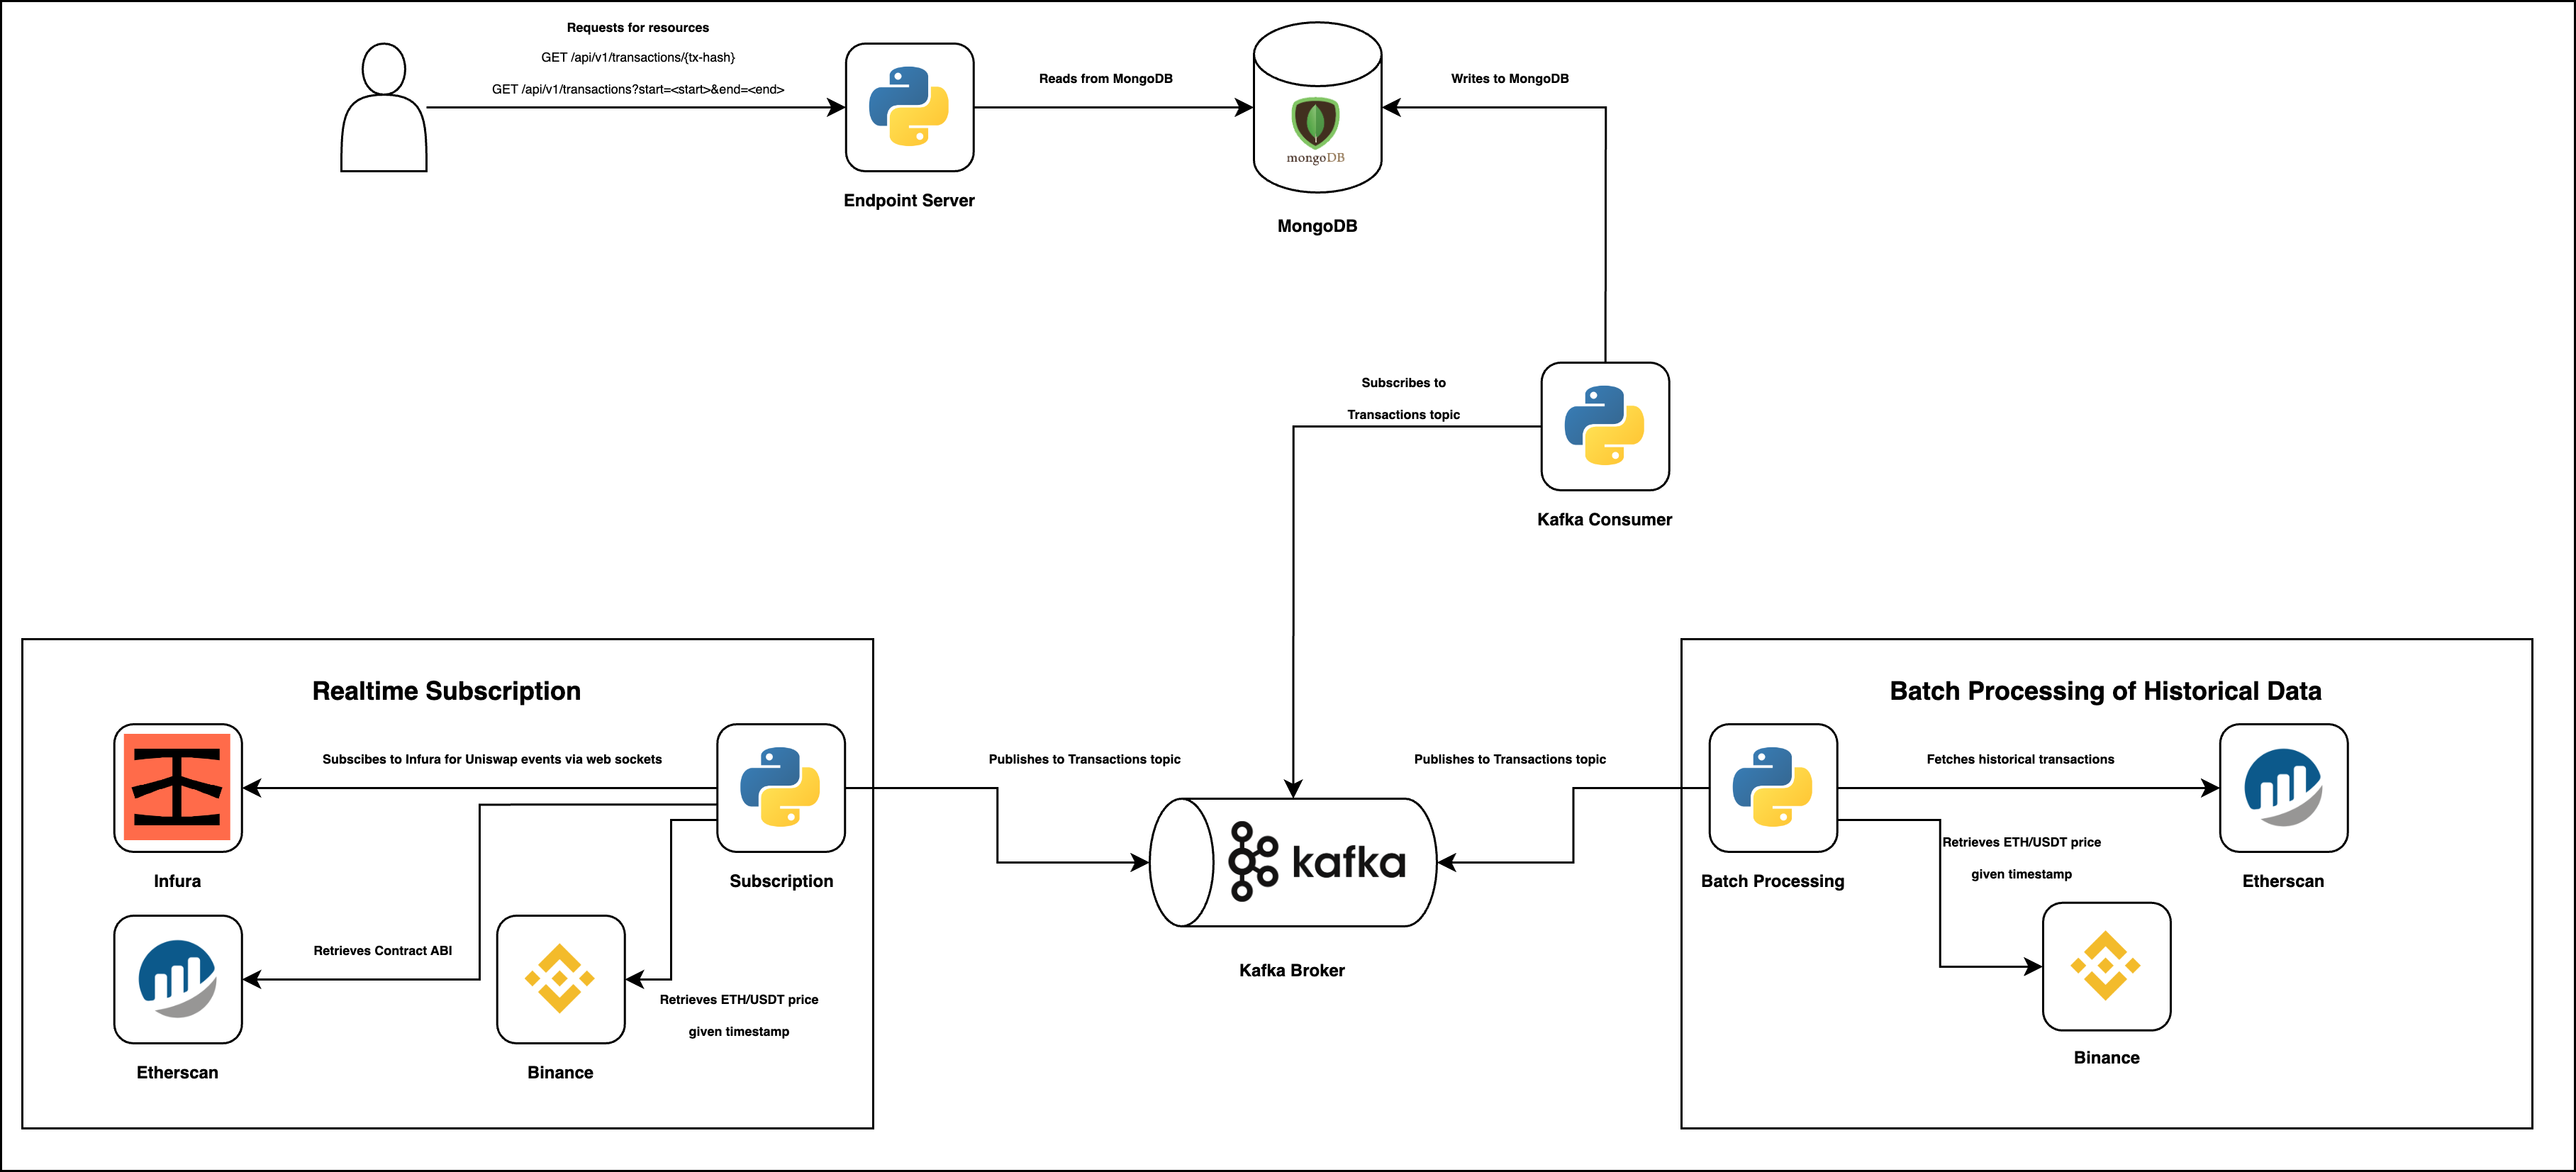 Requests for resources
GET /api/v1/transactions/{tx-hash}
GET /api/v1/transactions?start=<start>&end=<end>
Reads from MongoDB
Writes to MongoDB
mongoDB
Endpoint Server
MongoDB
Subscribes to
Transactions topic
Kafka Consumer
Realtime Subscription
Subscibes to Infura for Uniswap events via web sockets
Infura
Subscription
Retrieves Contract ABI
Retrieves ETH/USDT price
given timestamp
Etherscan
Binance
Publishes to Transactions topic
kafka
Kafka Broker
Publishes to Transactions topic
Batch Processing of Historical Data
Fetches historical transactions
Retrieves ETH/USDT price
given timestamp
Batch Processing
Etherscan
Binance